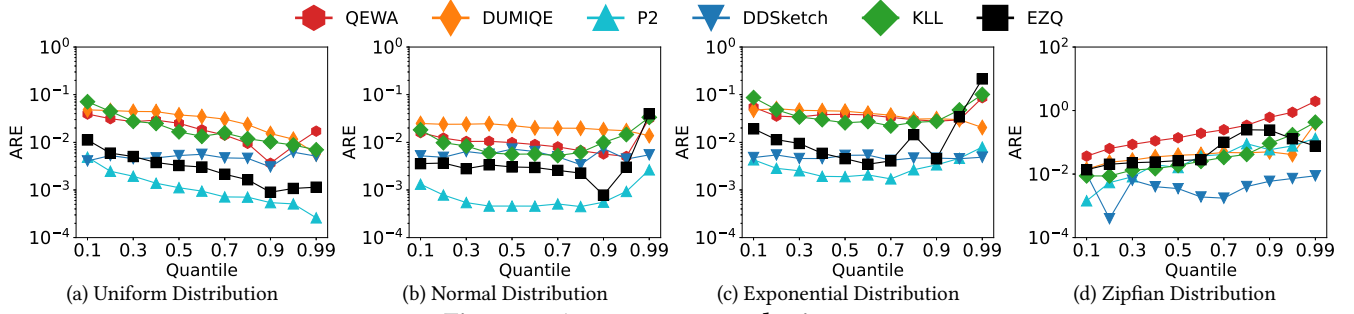 QEWA DUMIQE P2 DDSketch KLL EZQ
10^0 10^-1 10^-2 10^-3 10^-4
ARE
0.1 0.3 0.5 0.7 0.9 0.99
Quantile
(a) Uniform Distribution
10^0 10^-1 10^-2 10^-3 10^-4
ARE
0.1 0.3 0.5 0.7 0.9 0.99
Quantile
(b) Normal Distribution
10^0 10^-1 10^-2 10^-3 10^-4
ARE
0.1 0.3 0.5 0.7 0.9 0.99
Quantile
(c) Exponential Distribution
10^2 10^0 10^-2 10^-4
ARE
0.1 0.3 0.5 0.7 0.9 0.99
Quantile
(d) Zipfian Distribution